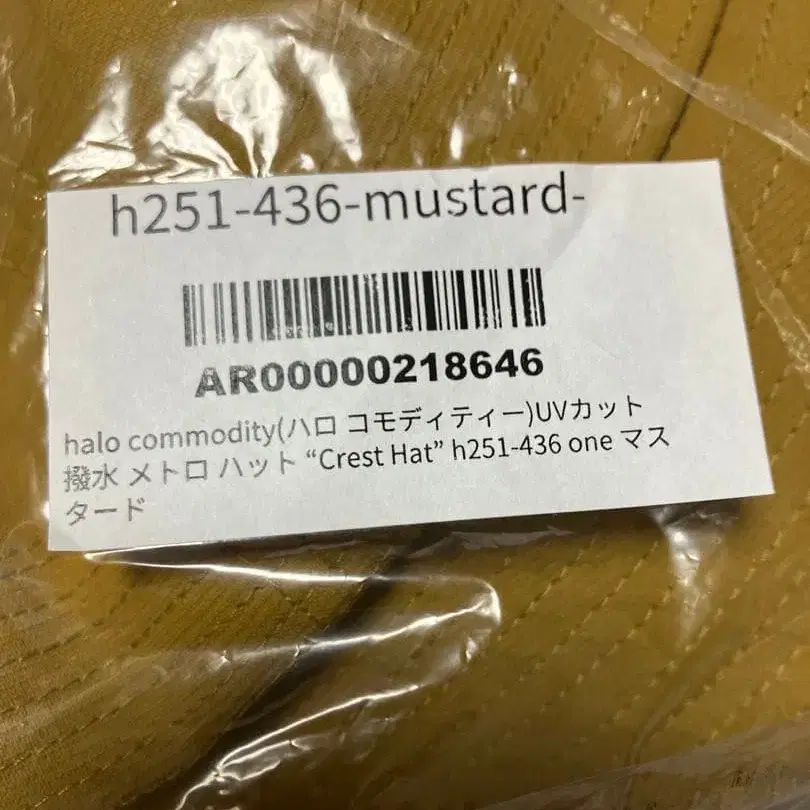 h251-436-mustard-
AR00000218646
halo commodity(ハロ コモディティー)UVカット
撥水 メトロ ハット “Crest Hat” h251-436 one マス
タード